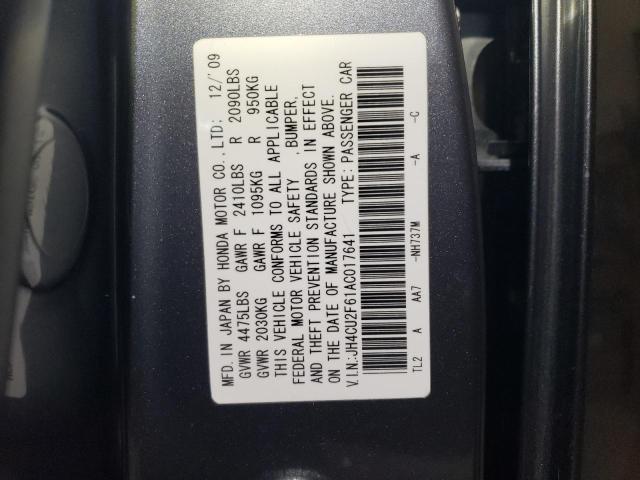 MFD. IN JAPAN BY HONDA MOTOR CO., LTD: 12/'09
GVWR 4475LBS GAWR F 2410LBS R 2090LBS
GVWR 2030KG GAWR F 1095KG R 950KG
THIS VEHICLE CONFORMS TO ALL APPLICABLE
FEDERAL MOTOR VEHICLE SAFETY ,BUMPER,
AND THEFT PREVENTION STANDARDS IN EFFECT
ON THE DATE OF MANUFACTURE SHOWN ABOVE.
V.I.N.:JH4CU2F61AC017641 TYPE: PASSENGER CAR
TL2 A AA7 -NH737M -A -C